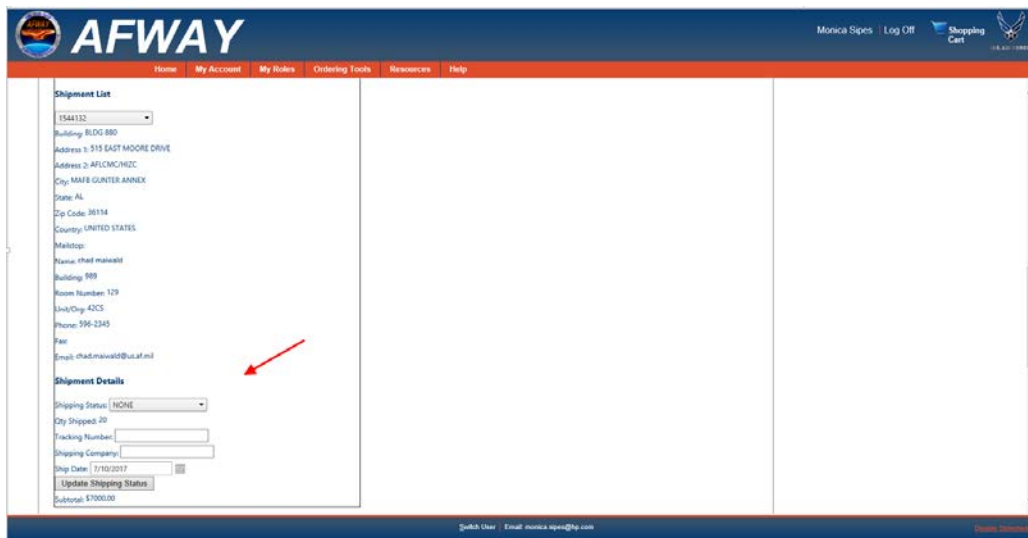 AFWAY
AFWAY
Monica Sipes | Log Off
Shopping Cart
Home My Account My Roles Ordering Tools Resources Help
Shipment List
1544132
Building: BLDG 880
Address 1: 515 EAST MOORE DRIVE
Address 2: AFLCMC/HIZC
City: MAFB GUNTER ANNEX
State: AL
Zip Code: 36114
Country: UNITED STATES
Mailstop:
Name: chad maiwald
Building: 989
Room Number: 129
Unit/Org: 42CS
Phone: 596-2345
Fax:
Email: chad.maiwald@us.af.mil
Shipment Details
Shipping Status: NONE
Qty Shipped: 20
Tracking Number:
Shipping Company:
Ship Date: 7/10/2017
Update Shipping Status
Subtotal: $7000.00
Switch User | Email: monica.sipes@hp.com